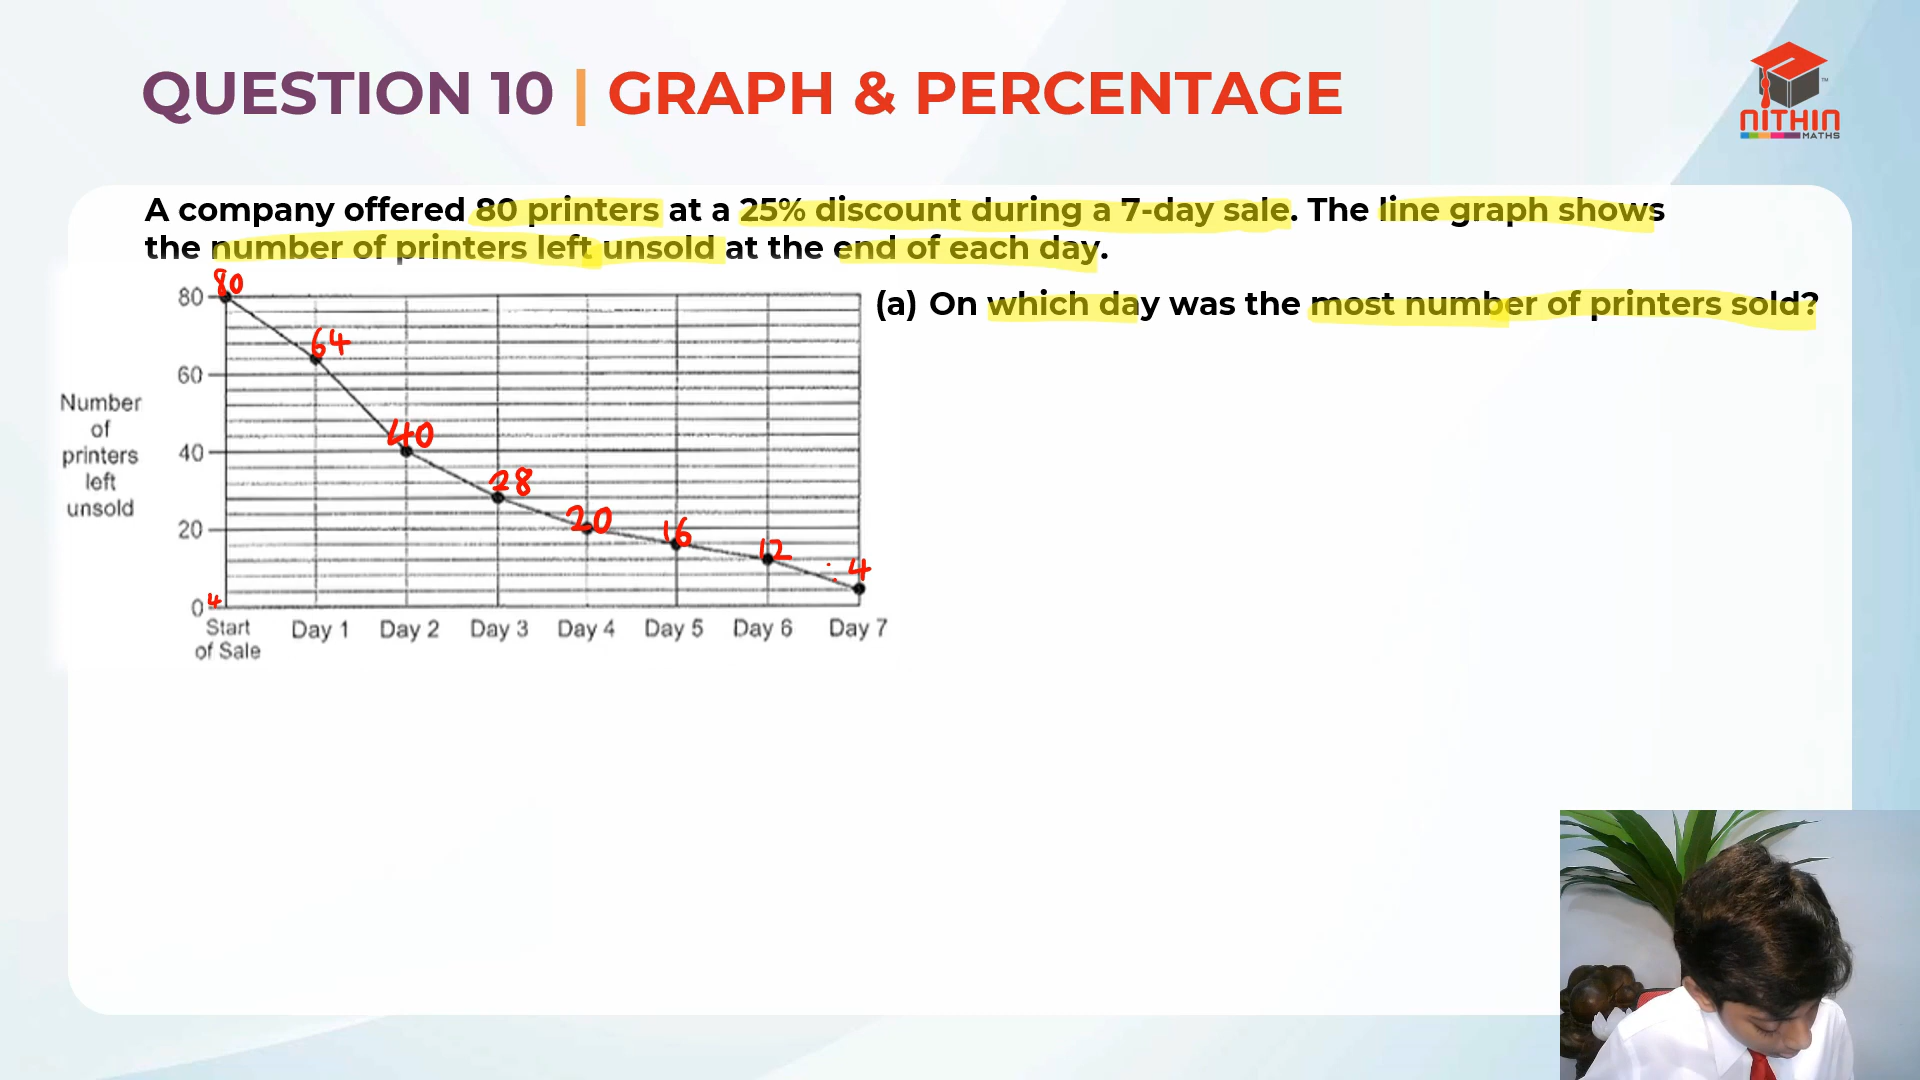 QUESTION 10 | GRAPH & PERCENTAGE
NITHIN
MATHS
TM
A company offered 80 printers at a 25% discount during a 7-day sale. The line graph shows
the number of printers left unsold at the end of each day.
(a) On which day was the most number of printers sold?
80
60
40
20
0
Number
of
printers
left
unsold
80
64
40
28
20
16
12
4
4
Start
of Sale
Day 1
Day 2
Day 3
Day 4
Day 5
Day 6
Day 7